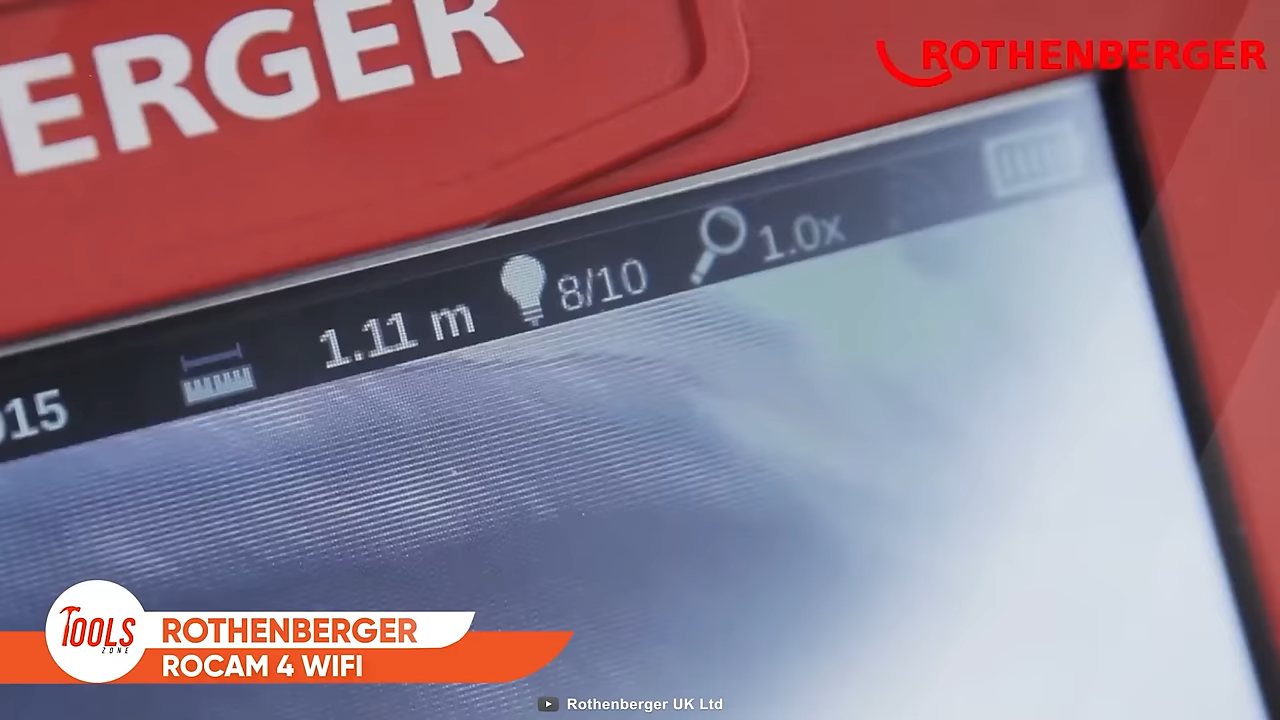 ERGER
ROTHENBERGER
015 1.11 m 8/10 1.0x
TOOLS
ZONE
ROTHENBERGER
ROCAM 4 WIFI
Rothenberger UK Ltd